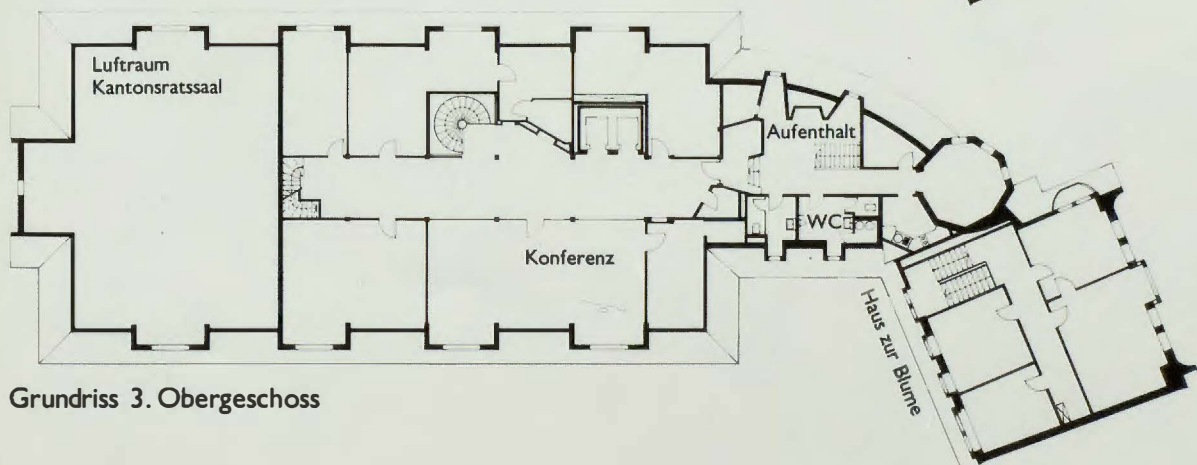 Luftraum
Kantonsratssaal
Aufenthalt
WC
Konferenz
Haus zur Blume
Grundriss 3. Obergeschoss